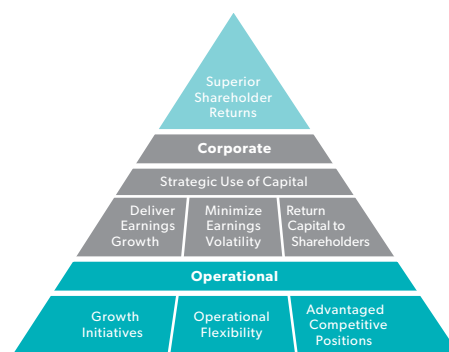 Superior
Shareholder
Returns
Corporate
Strategic Use of Capital
Deliver
Earnings
Growth
Minimize
Earnings
Volatility
Return
Capital to
Shareholders
Operational
Growth
Initiatives
Operational
Flexibility
Advantaged
Competitive
Positions